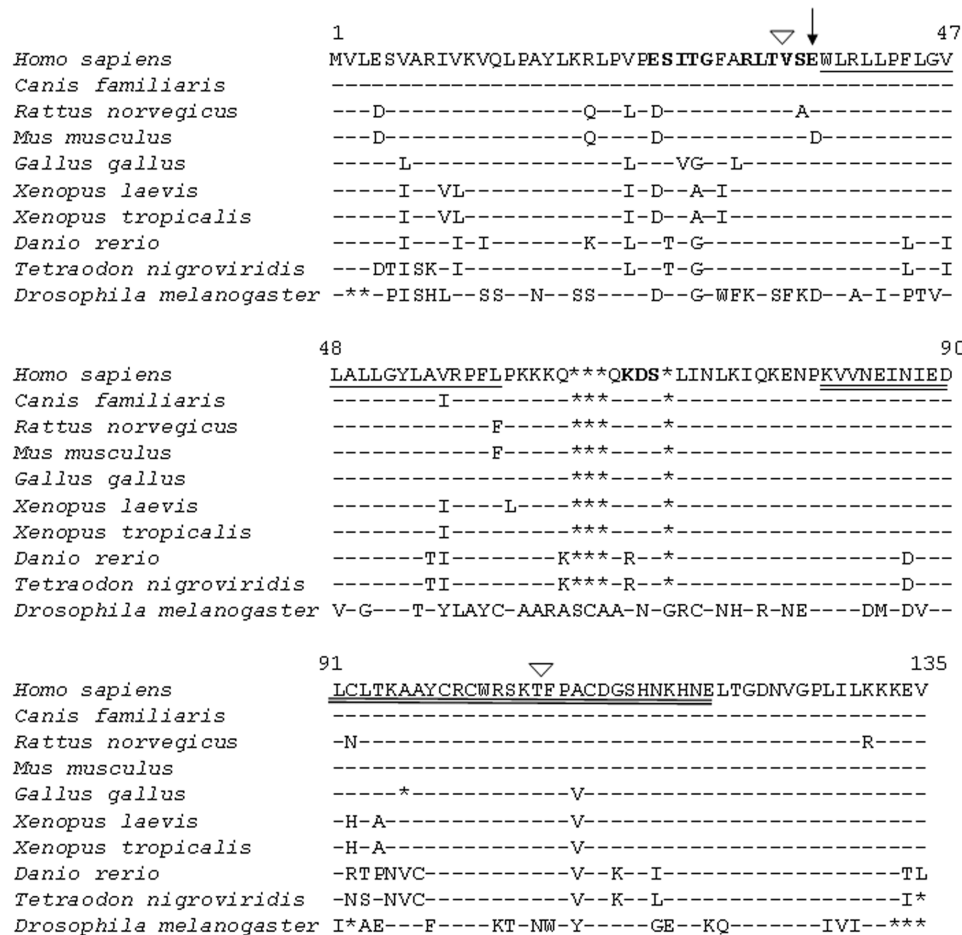 1 47
Homo sapiens MVLESVARIVKVQLPAYLKRLPVPESITGFARLTVSEWLRLLPFLGV
Canis familiaris -----------------------------------------------
Rattus norvegicus ---D---------------Q--L-D----------A-----------
Mus musculus ---D---------------Q--L-D-----------D----------
Gallus gallus -----V----------------L---VG--L----------------
Xenopus laevis -----I--VL------------I-D--A-I-----------------
Xenopus tropicalis -----I--VL------------I-D--A-I-----------------
Danio rerio -----I---I-I-------K--L--T-G---------------L--I
Tetraodon nigroviridis ---DTISK-I------------L--T-G---------------L--I
Drosophila melanogaster -**-PISHL--SS--N--SS----D--G-WFK-SFKD--A-I-PTV-
48 90
Homo sapiens LALLGYLAVRPFLPKKKQ***QKDS*LINLKIQKENPKVVNEINIED
Canis familiaris --------I---------***----*---------------------
Rattus norvegicus ------------F-----***----*---------------------
Mus musculus ------------F-----***----*---------------------
Gallus gallus ------------------***----*---------------------
Xenopus laevis --------I----L----***----*---------------------
Xenopus tropicalis --------I---------***----*---------------------
Danio rerio -------TI--------K***-R--*-----------------D---
Tetraodon nigroviridis -------TI--------K***-R--*-----------------D---
Drosophila melanogaster V-G---T-YLAYC-AARASCAA-N-GRC-NH-R-NE----DM-DV--
91 135
Homo sapiens LCLTKAAYCRCWRSKTFPACDGSHNKHNELTGDNVGPLILKKKEV
Canis familiaris ---------------------------------------------
Rattus norvegicus -N--------------------------------------R----
Mus musculus ---------------------------------------------
Gallus gallus -----*------------V--------------------------
Xenopus laevis -H-A--------------V--------------------------
Xenopus tropicalis -H-A--------------V--------------------------
Danio rerio -RTPNVC-----------V--K--I------------------TL
Tetraodon nigroviridis -NS-NVC-----------V--K--L------------------I*
Drosophila melanogaster I*AE---F----KT-NW-Y-----GE--KQ-------IVI--***